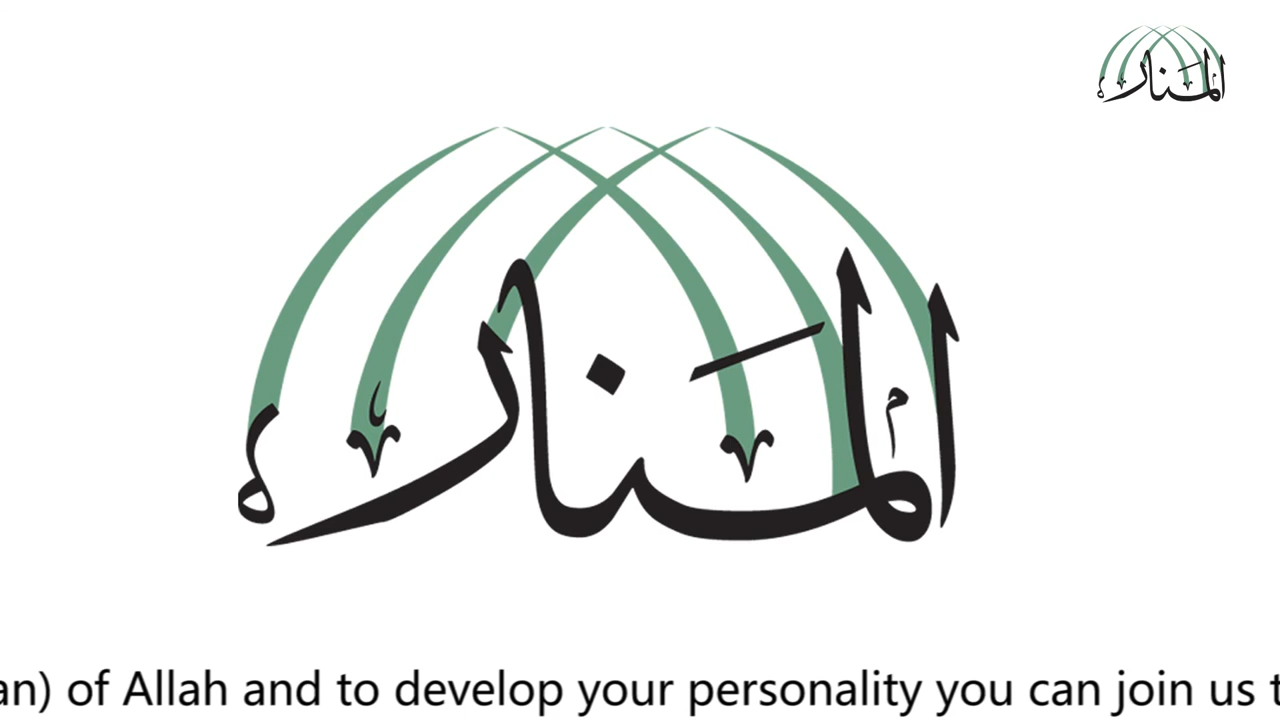 المنار
المنار
an) of Allah and to develop your personality you can join us t